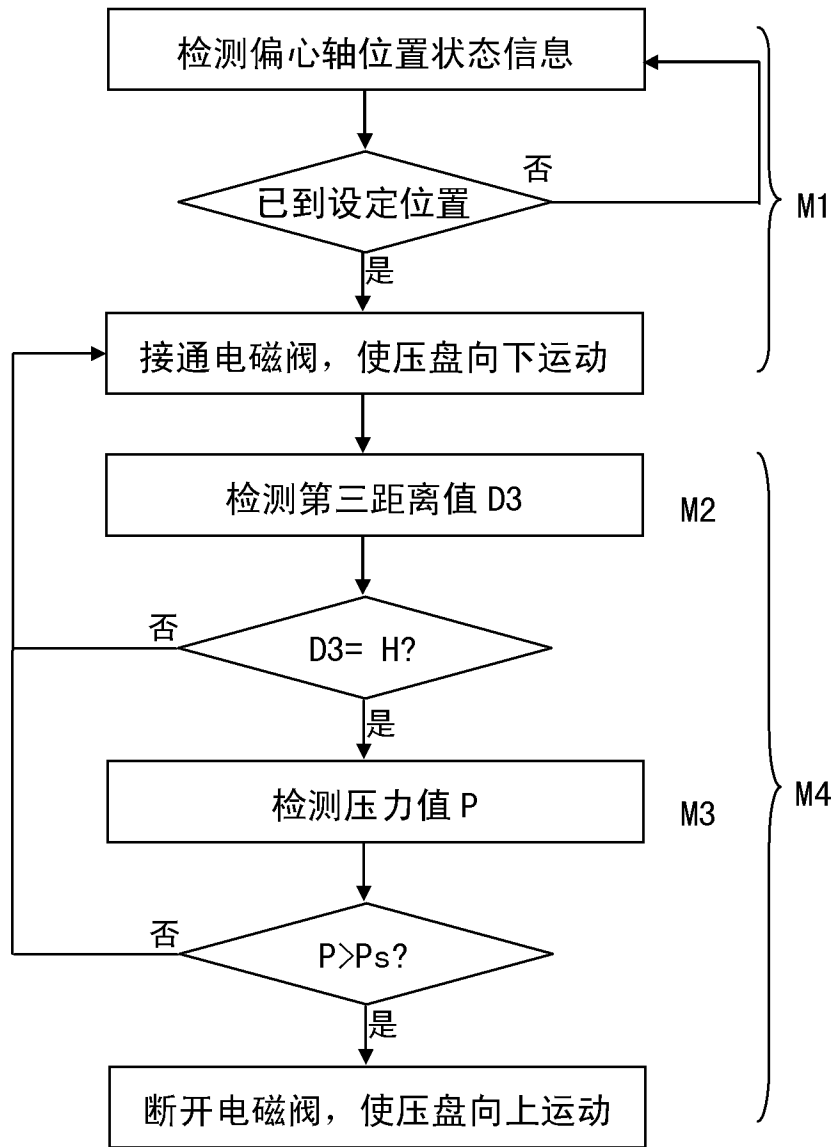 检测偏心轴位置状态信息
否
已到设定位置
M1
是
接通电磁阀，使压盘向下运动
检测第三距离值 D3
M2
否
D3= H?
是
检测压力值 P
M3
M4
否
P>Ps?
是
断开电磁阀，使压盘向上运动